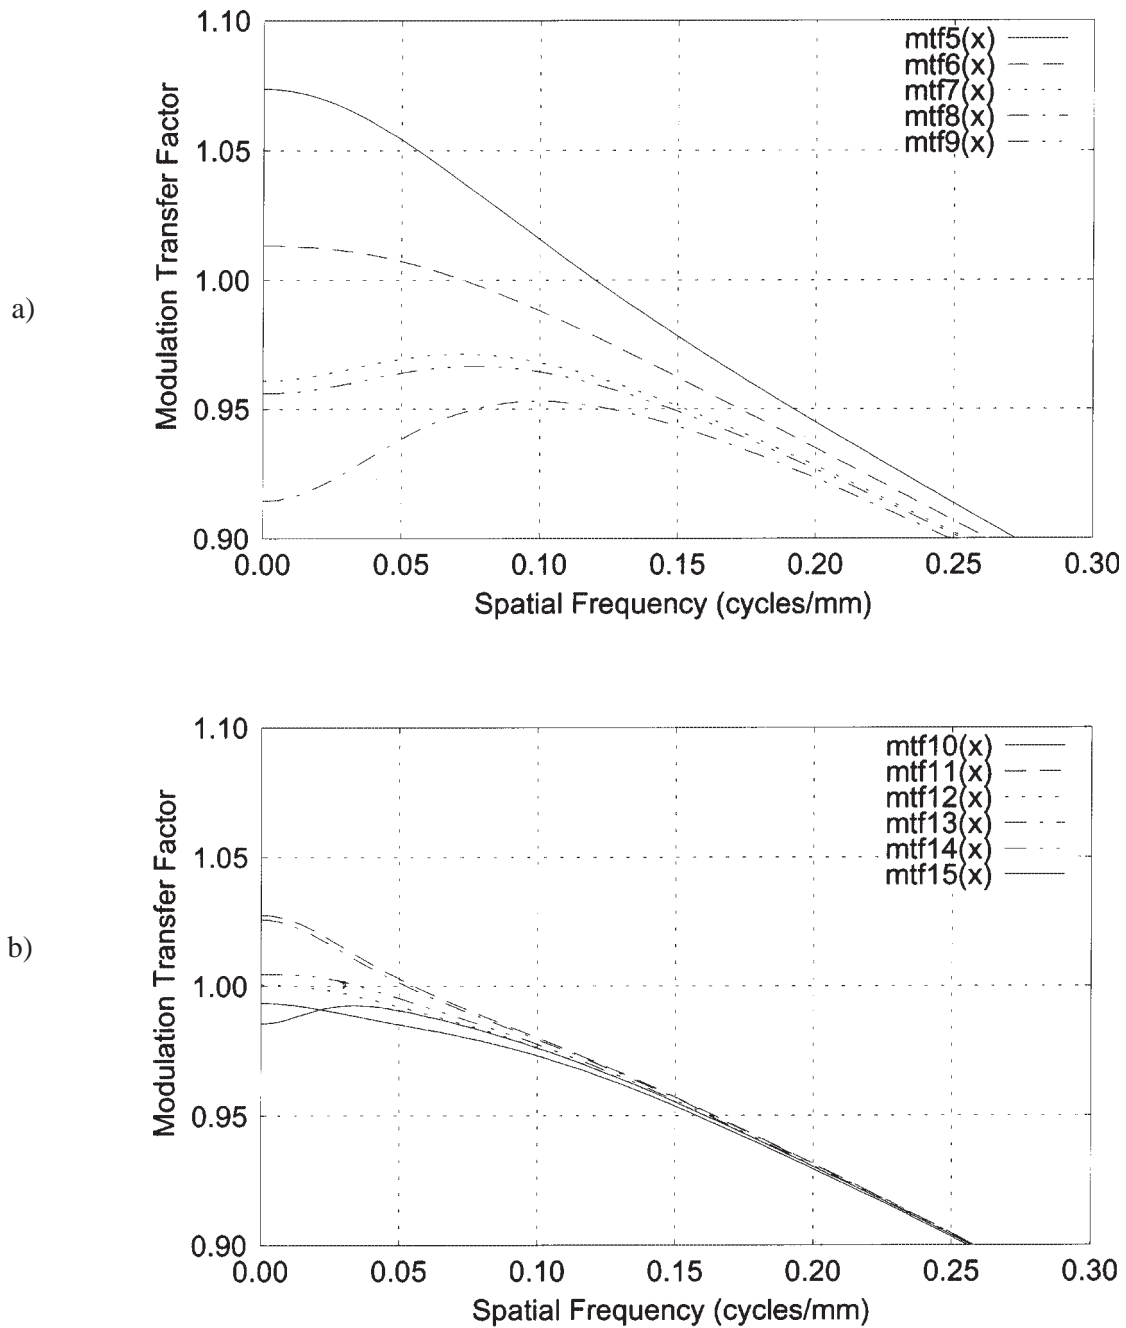 a)
Modulation Transfer Factor
1.10
1.05
1.00
0.95
0.90
mtf5(x)
mtf6(x)
mtf7(x)
mtf8(x)
mtf9(x)
0.00 0.05 0.10 0.15 0.20 0.25 0.30
Spatial Frequency (cycles/mm)
b)
Modulation Transfer Factor
1.10
1.05
1.00
0.95
0.90
mtf10(x)
mtf11(x)
mtf12(x)
mtf13(x)
mtf14(x)
mtf15(x)
0.00 0.05 0.10 0.15 0.20 0.25 0.30
Spatial Frequency (cycles/mm)